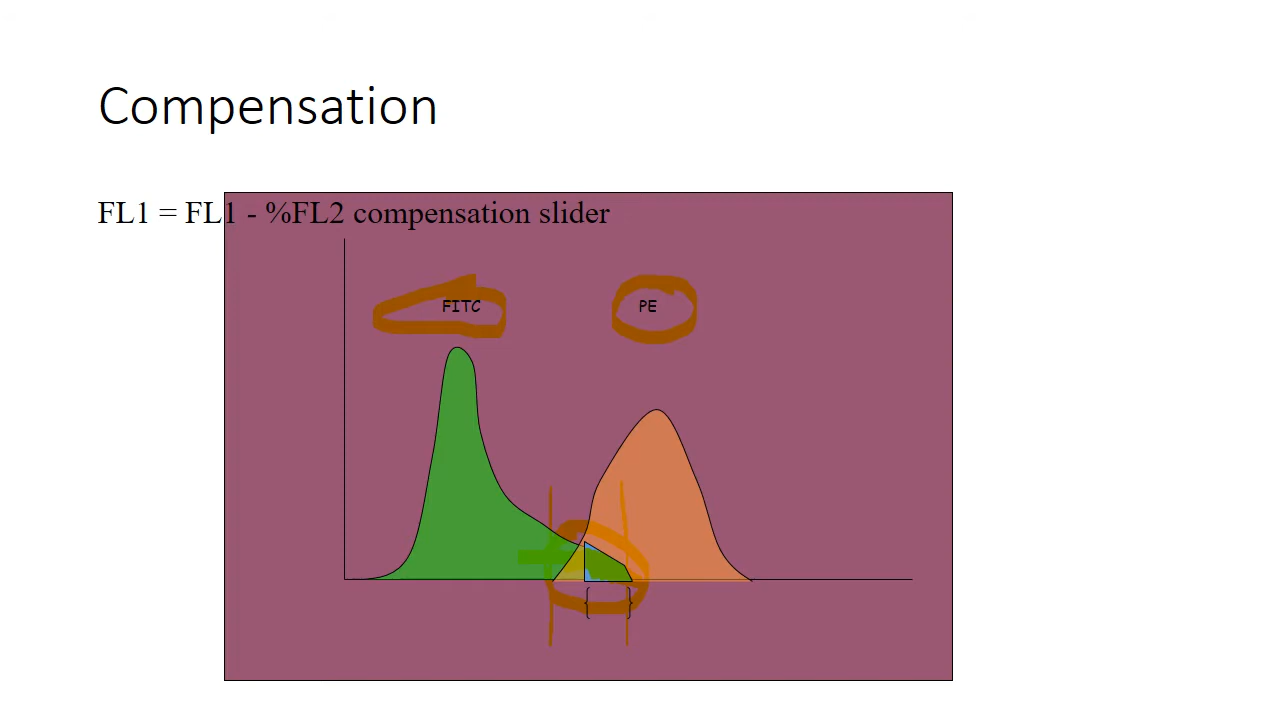 Compensation
FL1 = FL1 - %FL2 compensation slider
FITC PE